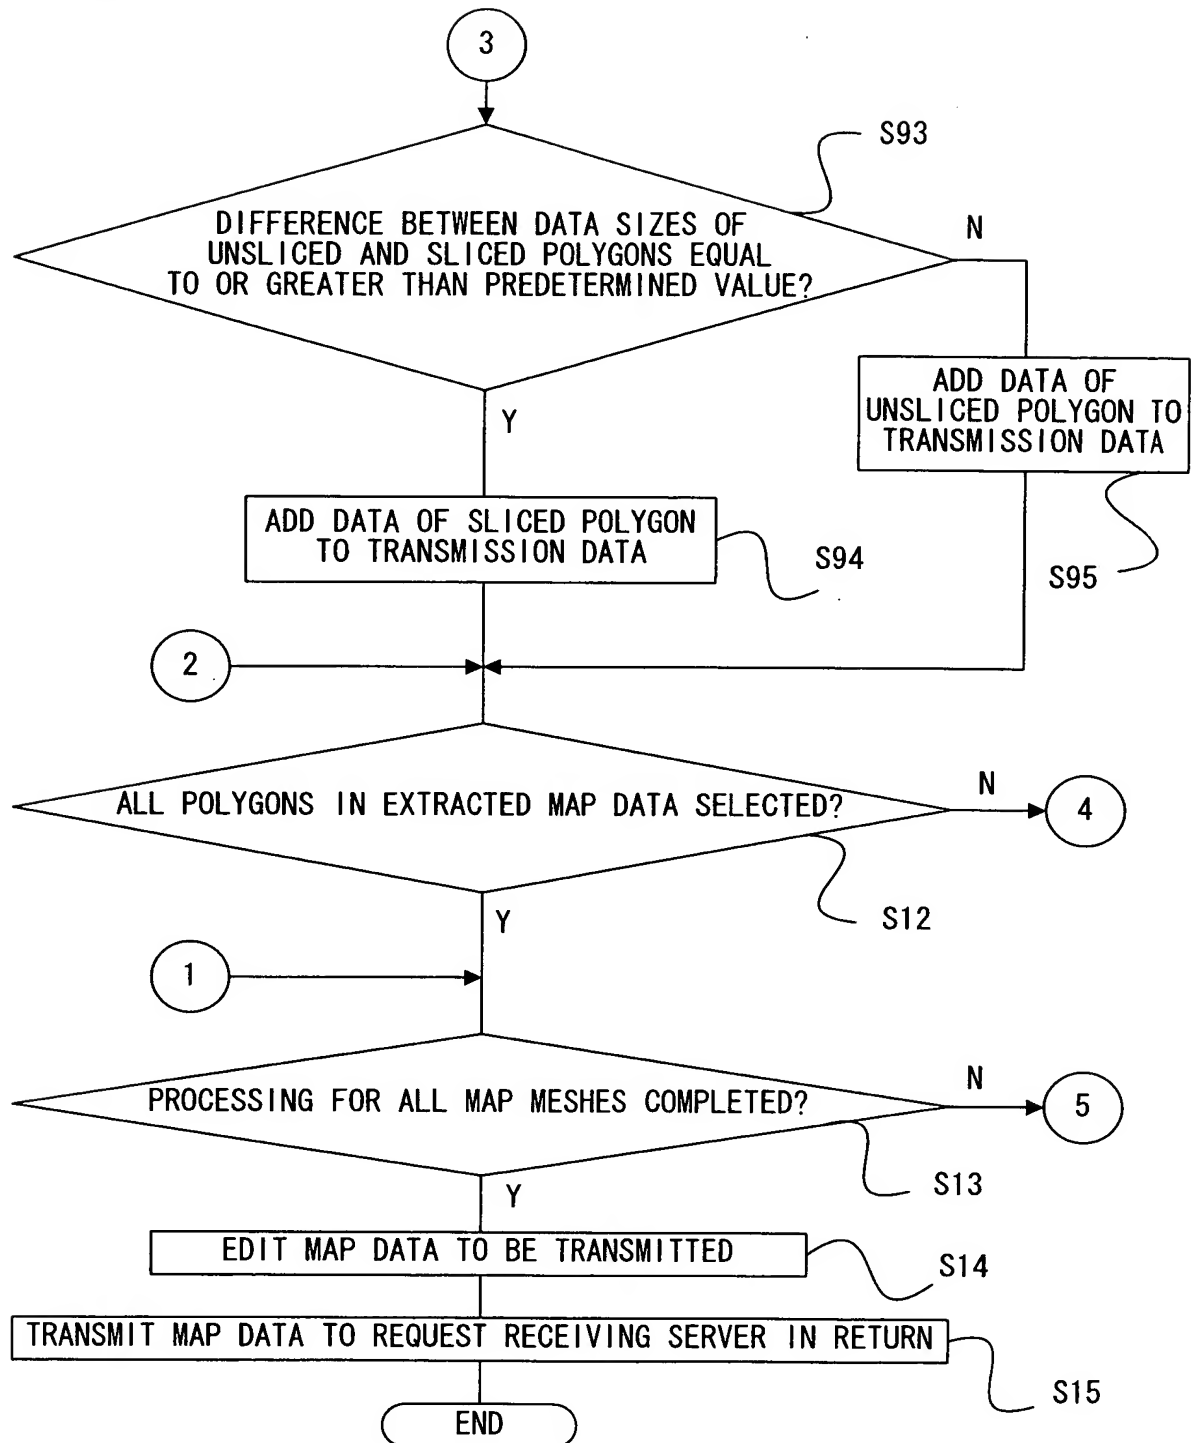 3
S93
DIFFERENCE BETWEEN DATA SIZES OF
UNSLICED AND SLICED POLYGONS EQUAL
TO OR GREATER THAN PREDETERMINED VALUE?
N
ADD DATA OF
UNSLICED POLYGON TO
TRANSMISSION DATA
Y
ADD DATA OF SLICED POLYGON
TO TRANSMISSION DATA
S94
S95
2
ALL POLYGONS IN EXTRACTED MAP DATA SELECTED?
N
4
S12
Y
1
PROCESSING FOR ALL MAP MESHES COMPLETED?
N
5
S13
Y
EDIT MAP DATA TO BE TRANSMITTED
S14
TRANSMIT MAP DATA TO REQUEST RECEIVING SERVER IN RETURN
S15
END